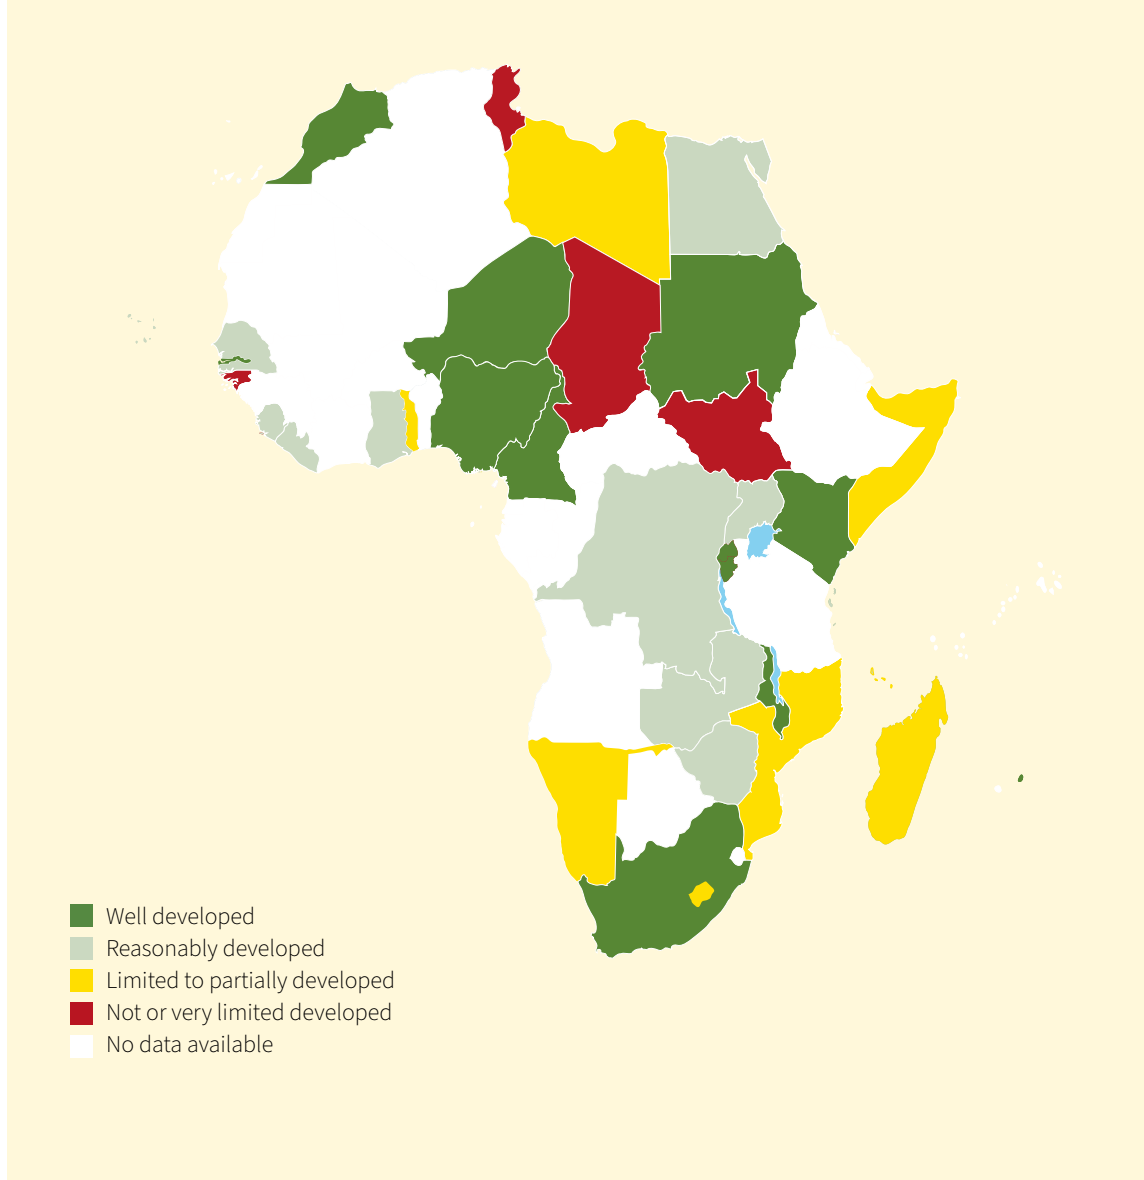 Well developed
Reasonably developed
Limited to partially developed
Not or very limited developed
No data available